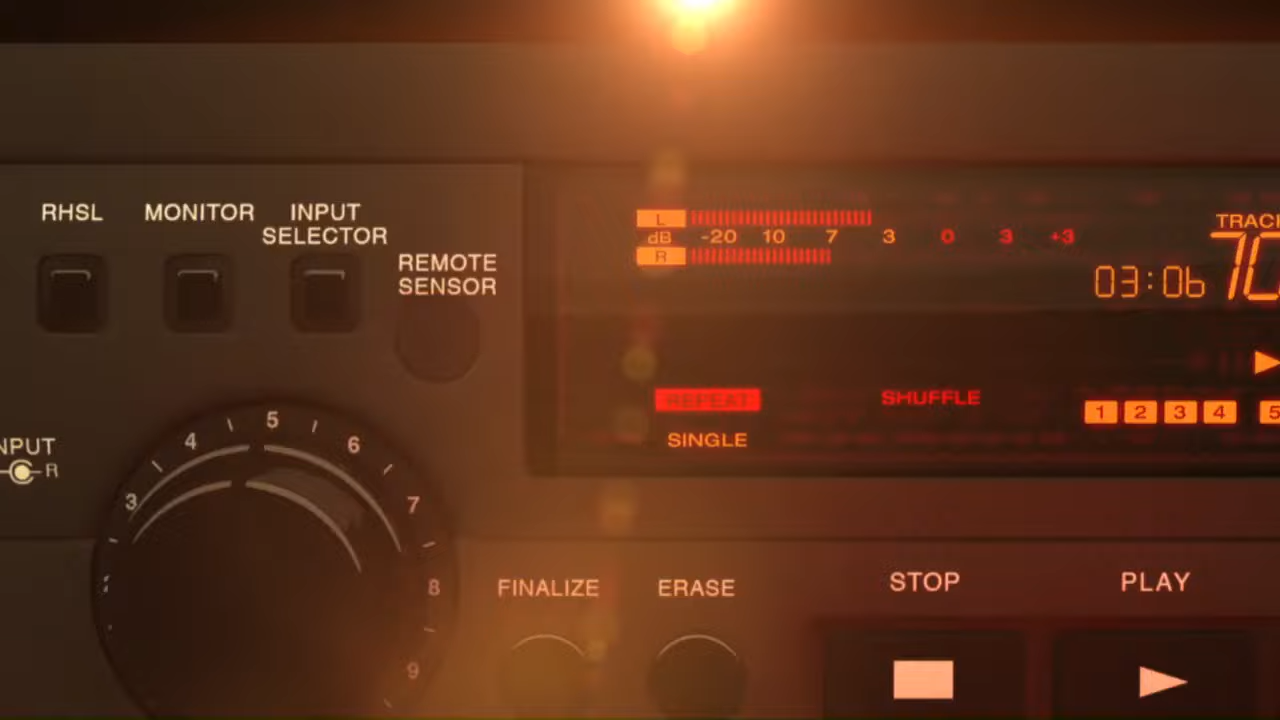 RHSL
MONITOR
INPUT
SELECTOR
REMOTE
SENSOR
L
dB -20 10 7 3 0 3 +3
R
TRACK
03:06
70
REPEAT
SHUFFLE
SINGLE
1 2 3 4 5
INPUT
R
3 4 5 6 7 8 9
FINALIZE
ERASE
STOP
PLAY